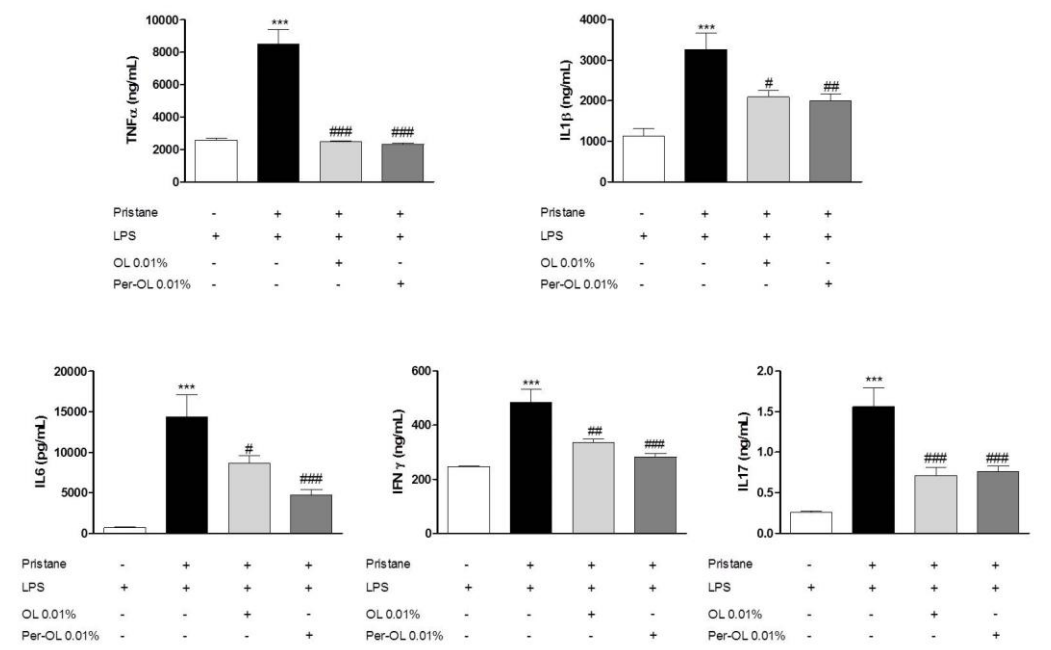 10000
8000
6000
4000
2000
0
TNFα (ng/mL)
***
###
###
Pristane - + + +
LPS + + + +
OL 0.01% - - + -
Per-OL 0.01% - - - +
4000
3000
2000
1000
0
IL1β (ng/mL)
***
#
##
Pristane - + + +
LPS + + + +
OL 0.01% - - + -
Per-OL 0.01% - - - +
20000
15000
10000
5000
0
IL6 (pg/mL)
***
#
###
Pristane - + + +
LPS + + + +
OL 0.01% - - + -
Per-OL 0.01% - - - +
600
400
200
0
IFN γ (ng/mL)
***
##
###
Pristane - + + +
LPS + + + +
OL 0.01% - - + -
Per-OL 0.01% - - - +
2.0
1.5
1.0
0.5
0.0
IL17 (ng/mL)
***
###
###
Pristane - + + +
LPS + + + +
OL 0.01% - - + -
Per-OL 0.01% - - - +